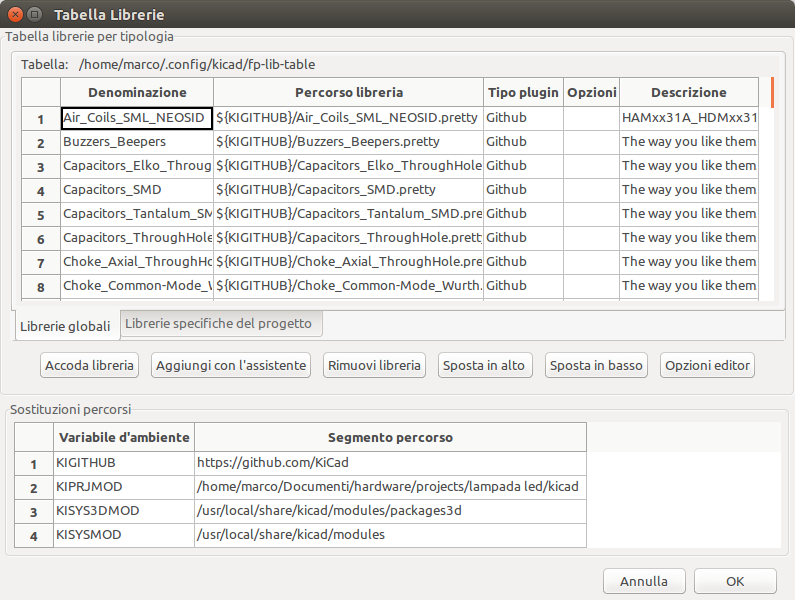 Tabella Librerie
Tabella librerie per tipologia
Tabella: /home/marco/.config/kicad/fp-lib-table
Denominazione Percorso libreria Tipo plugin Opzioni Descrizione
1 Air_Coils_SML_NEOSID ${KIGITHUB}/Air_Coils_SML_NEOSID.pretty Github HAMxx31A_HDMxx31
2 Buzzers_Beepers ${KIGITHUB}/Buzzers_Beepers.pretty Github The way you like them
3 Capacitors_Elko_Throug ${KIGITHUB}/Capacitors_Elko_ThroughHole Github The way you like them
4 Capacitors_SMD ${KIGITHUB}/Capacitors_SMD.pretty Github The way you like them
5 Capacitors_Tantalum_SM ${KIGITHUB}/Capacitors_Tantalum_SMD.pre Github The way you like them
6 Capacitors_ThroughHole ${KIGITHUB}/Capacitors_ThroughHole.prett Github The way you like them
7 Choke_Axial_ThroughHo ${KIGITHUB}/Choke_Axial_ThroughHole.pre Github The way you like them
8 Choke_Common-Mode_W ${KIGITHUB}/Choke_Common-Mode_Wurth. Github The way you like them
Librerie globali Librerie specifiche del progetto
Accoda libreria Aggiungi con l'assistente Rimuovi libreria Sposta in alto Sposta in basso Opzioni editor
Sostituzioni percorsi
Variabile d'ambiente Segmento percorso
1 KIGITHUB https://github.com/KiCad
2 KIPRJMOD /home/marco/Documenti/hardware/projects/lampada led/kicad
3 KISYS3DMOD /usr/local/share/kicad/modules/packages3d
4 KISYSMOD /usr/local/share/kicad/modules
Annulla OK